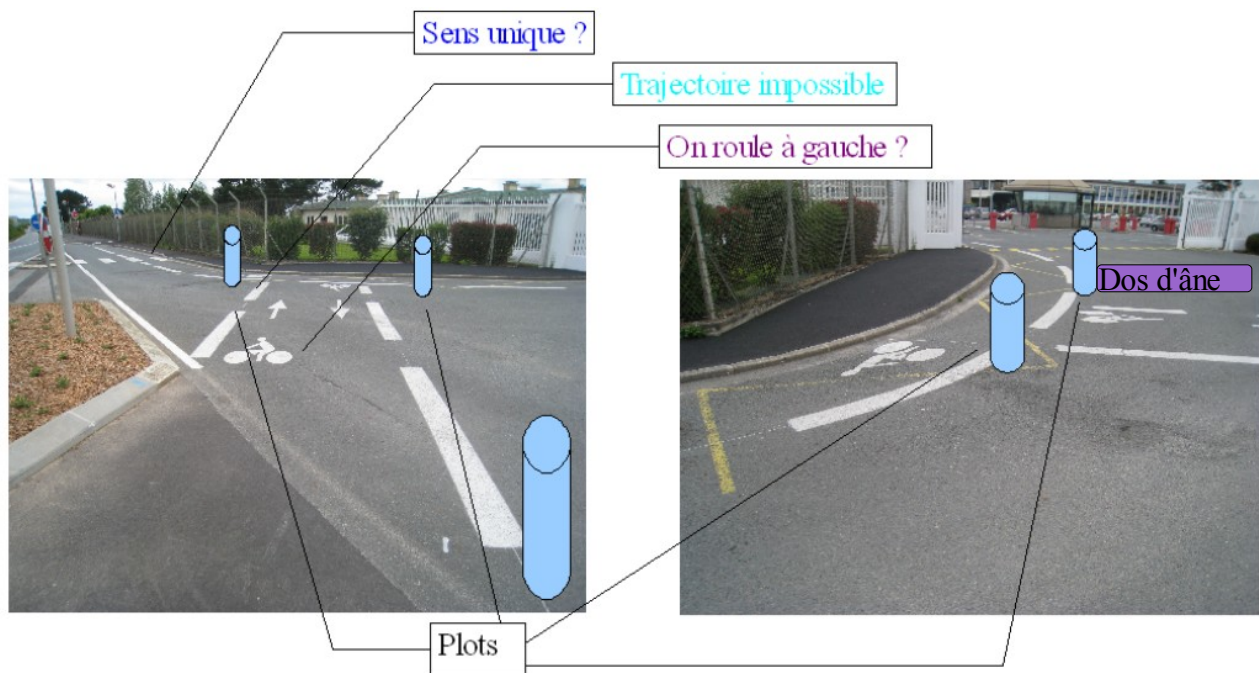 Sens unique ?
Trajectoire impossible
On roule à gauche ?
Dos d'âne
Plots